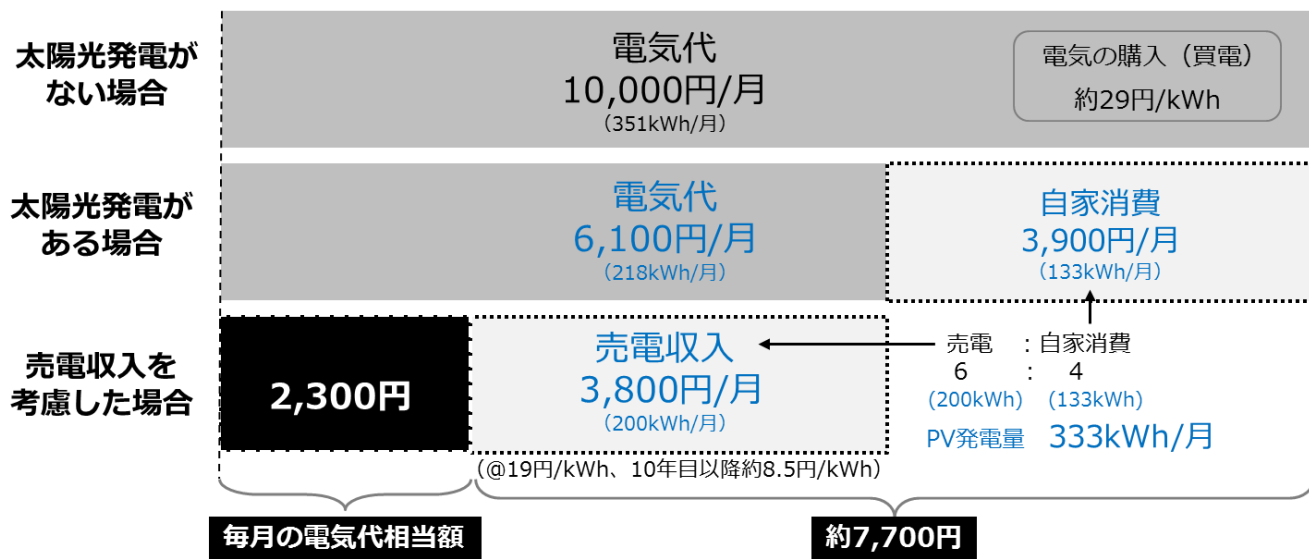 太陽光発電が
ない場合
電気代
10,000円/月
（351kWh/月）
電気の購入（買電）
約29円/kWh
太陽光発電が
ある場合
電気代
6,100円/月
（218kWh/月）
自家消費
3,900円/月
（133kWh/月）
売電収入を
考慮した場合
2,300円
売電収入
3,800円/月
（200kWh/月）
売電　：自家消費
6　：　4
（200kWh）（133kWh）
PV発電量　333kWh/月
（@19円/kWh、10年目以降約8.5円/kWh）
毎月の電気代相当額
約7,700円